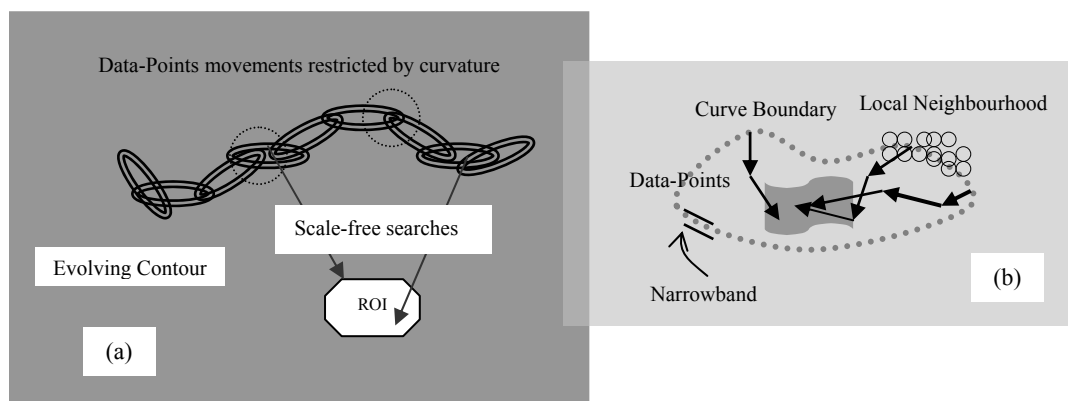 Data-Points movements restricted by curvature
Scale-free searches
Evolving Contour
ROI
(a)
Curve Boundary
Local Neighbourhood
Data-Points
Narrowband
(b)